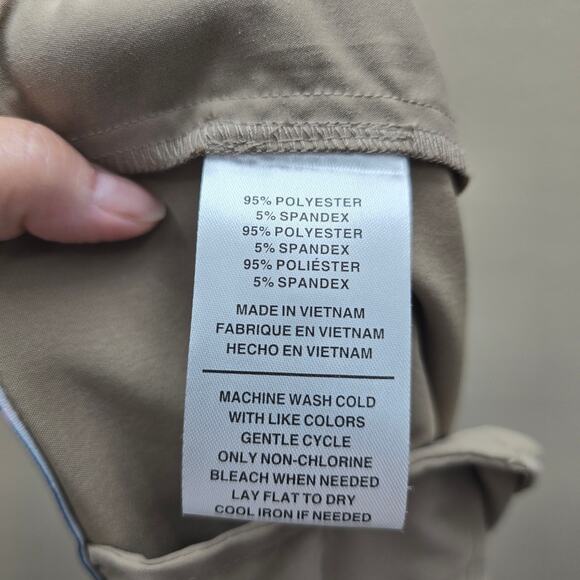 95% POLYESTER
5% SPANDEX
95% POLYESTER
5% SPANDEX
95% POLIÉSTER
5% SPANDEX
MADE IN VIETNAM
FABRIQUE EN VIETNAM
HECHO EN VIETNAM
MACHINE WASH COLD
WITH LIKE COLORS
GENTLE CYCLE
ONLY NON-CHLORINE
BLEACH WHEN NEEDED
LAY FLAT TO DRY
COOL IRON IF NEEDED